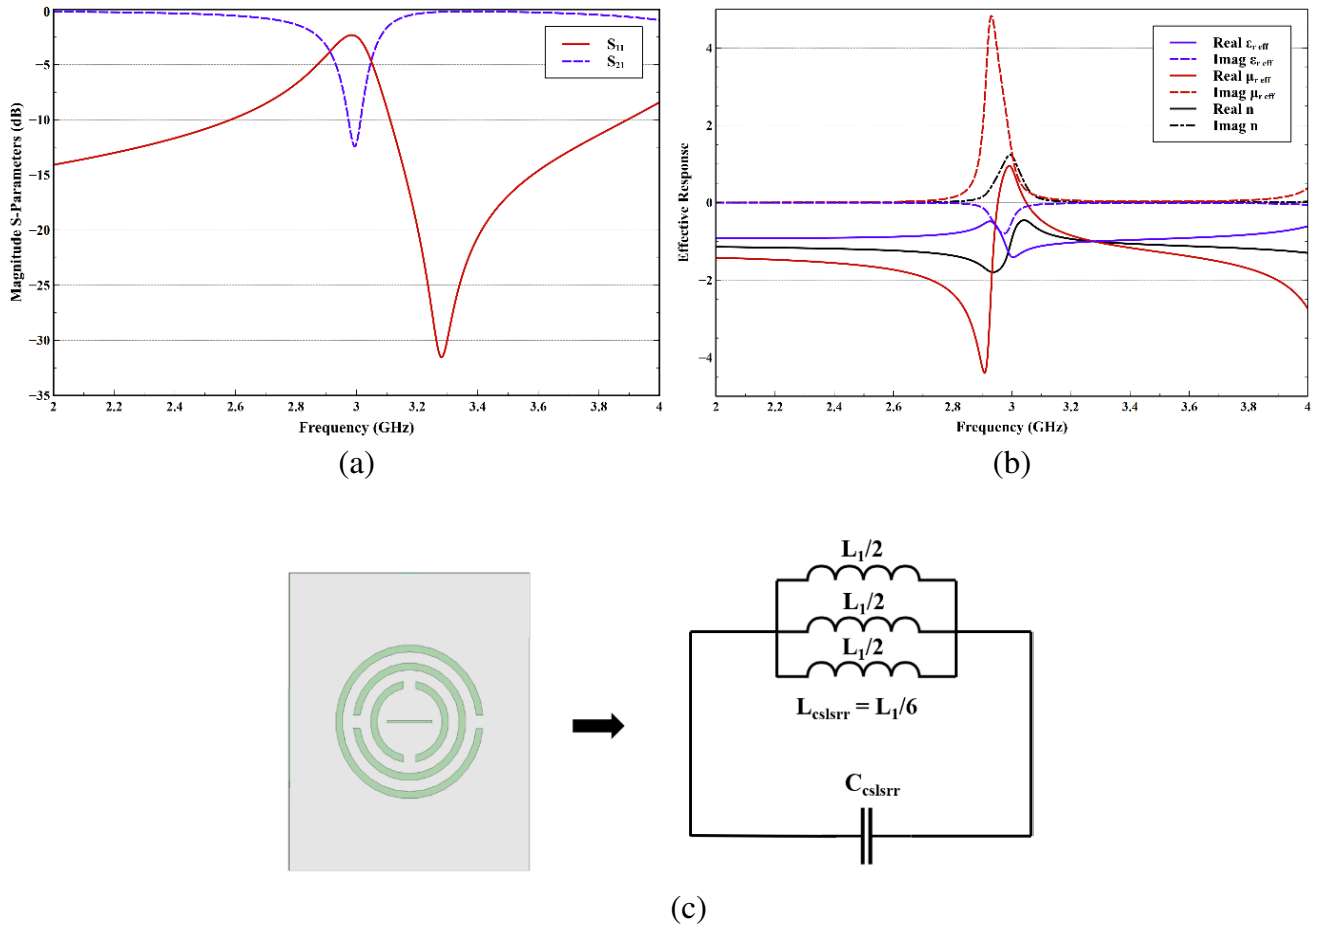 0
−5
−10
−15
−20
−25
−30
−35
Magnitude S-Parameters (dB)
S11
S21
2 2.2 2.4 2.6 2.8 3 3.2 3.4 3.6 3.8 4
Frequency (GHz)
(a)
4
2
0
−2
−4
Effective Response
Real εr eff
Imag εr eff
Real μr eff
Imag μr eff
Real n
Imag n
2 2.2 2.4 2.6 2.8 3 3.2 3.4 3.6 3.8 4
Frequency (GHz)
(b)
L1/2
L1/2
L1/2
Lcslsrr = L1/6
Ccslsrr
(c)